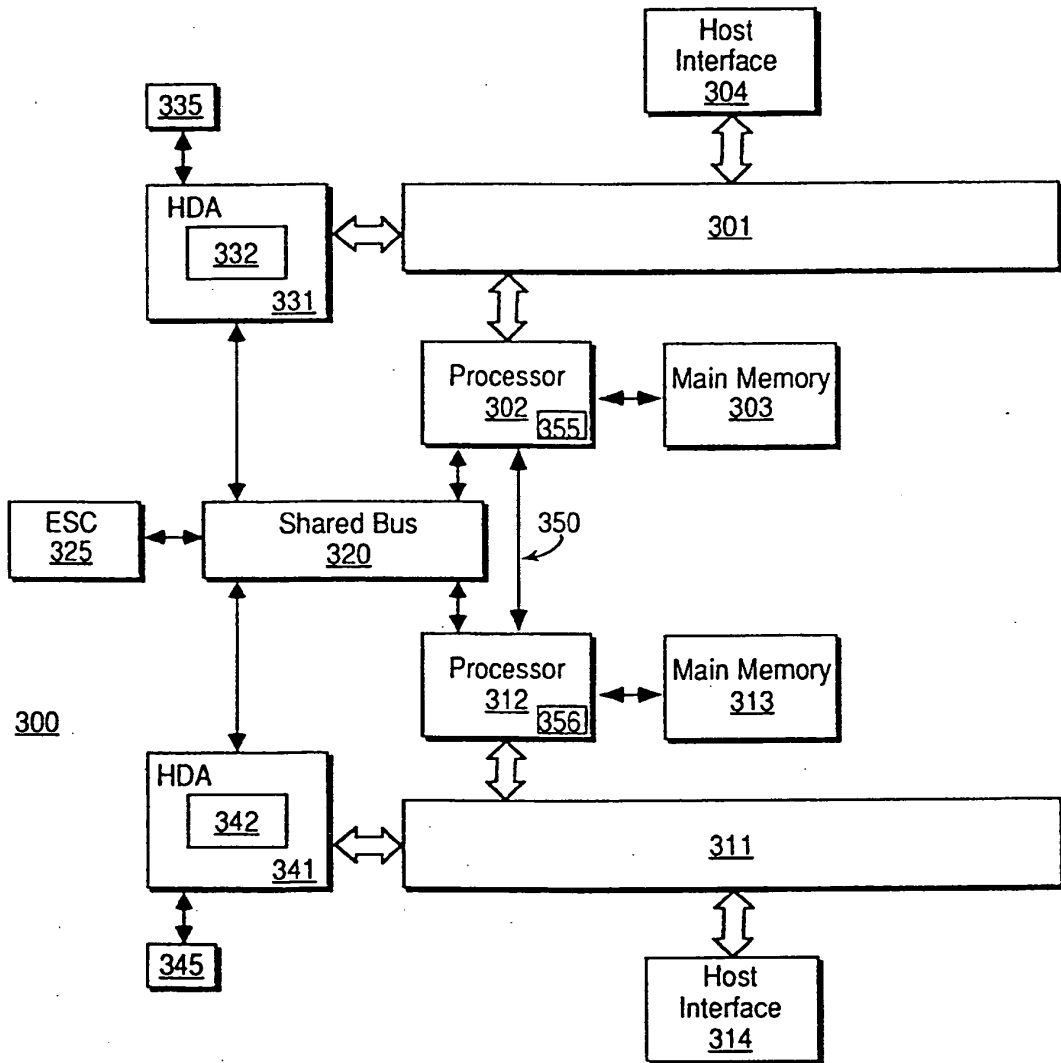 Host
Interface
304
335
HDA
332
331
301
Processor
302
355
Main Memory
303
ESC
325
Shared Bus
320
350
Processor
312
356
Main Memory
313
300
HDA
342
341
311
345
Host
Interface
314